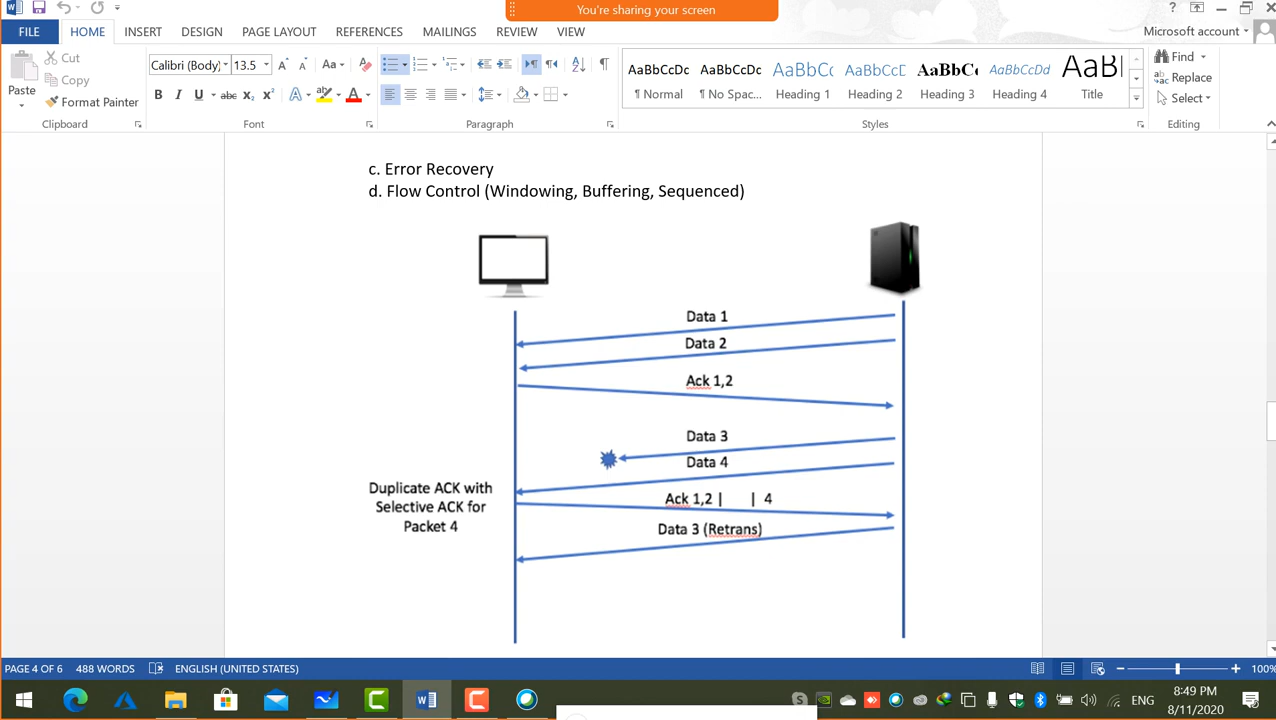 You're sharing your screen
FILE HOME INSERT DESIGN PAGE LAYOUT REFERENCES MAILINGS REVIEW VIEW Microsoft account
Paste
Cut
Copy
Format Painter
Calibri (Body) 13.5
AaBbCcDc AaBbCcDc AaBbCc AaBbCcDc AaBbCc AaBbCcDd AaB
¶ Normal ¶ No Spac... Heading 1 Heading 2 Heading 3 Heading 4 Title
Find
Replace
Select
Clipboard Font Paragraph Styles Editing
c. Error Recovery
d. Flow Control (Windowing, Buffering, Sequenced)
Data 1
Data 2
Ack 1,2
Data 3
Data 4
Duplicate ACK with
Selective ACK for
Packet 4
Ack 1,2 | | 4
Data 3 (Retrans)
PAGE 4 OF 6 488 WORDS ENGLISH (UNITED STATES) 100%
ENG
8:49 PM
8/11/2020